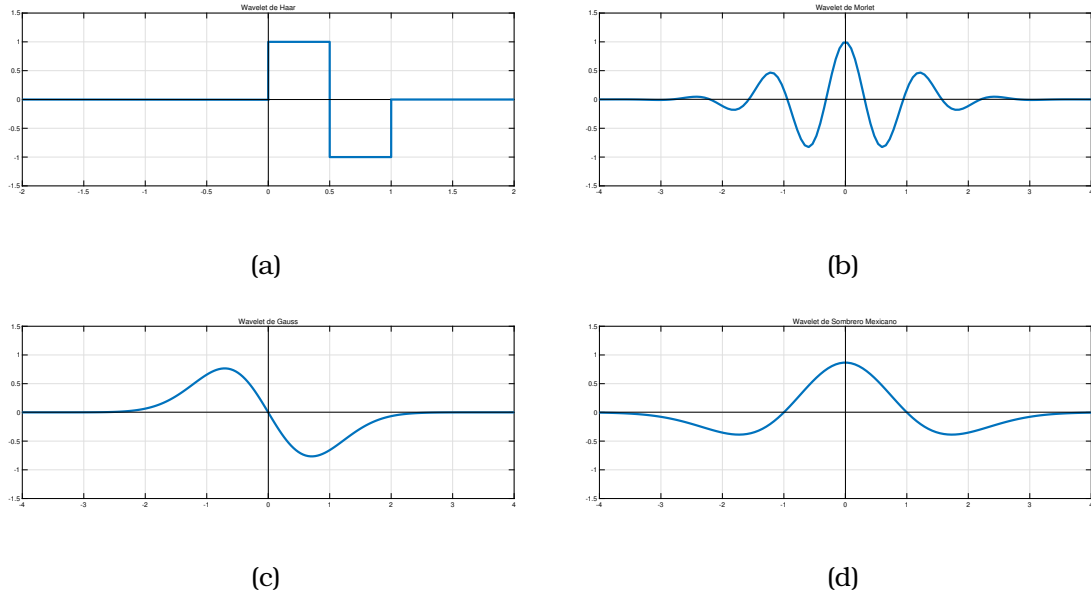 Wavelet de Haar
1.5
1
0.5
0
-0.5
-1
-1.5
-2 -1.5 -1 -0.5 0 0.5 1 1.5 2
(a)
Wavelet de Morlet
1.5
1
0.5
0
-0.5
-1
-1.5
-4 -3 -2 -1 0 1 2 3 4
(b)
Wavelet de Gauss
1.5
1
0.5
0
-0.5
-1
-1.5
-4 -3 -2 -1 0 1 2 3 4
(c)
Wavelet de Sombrero Mexicano
1.5
1
0.5
0
-0.5
-1
-1.5
-4 -3 -2 -1 0 1 2 3 4
(d)